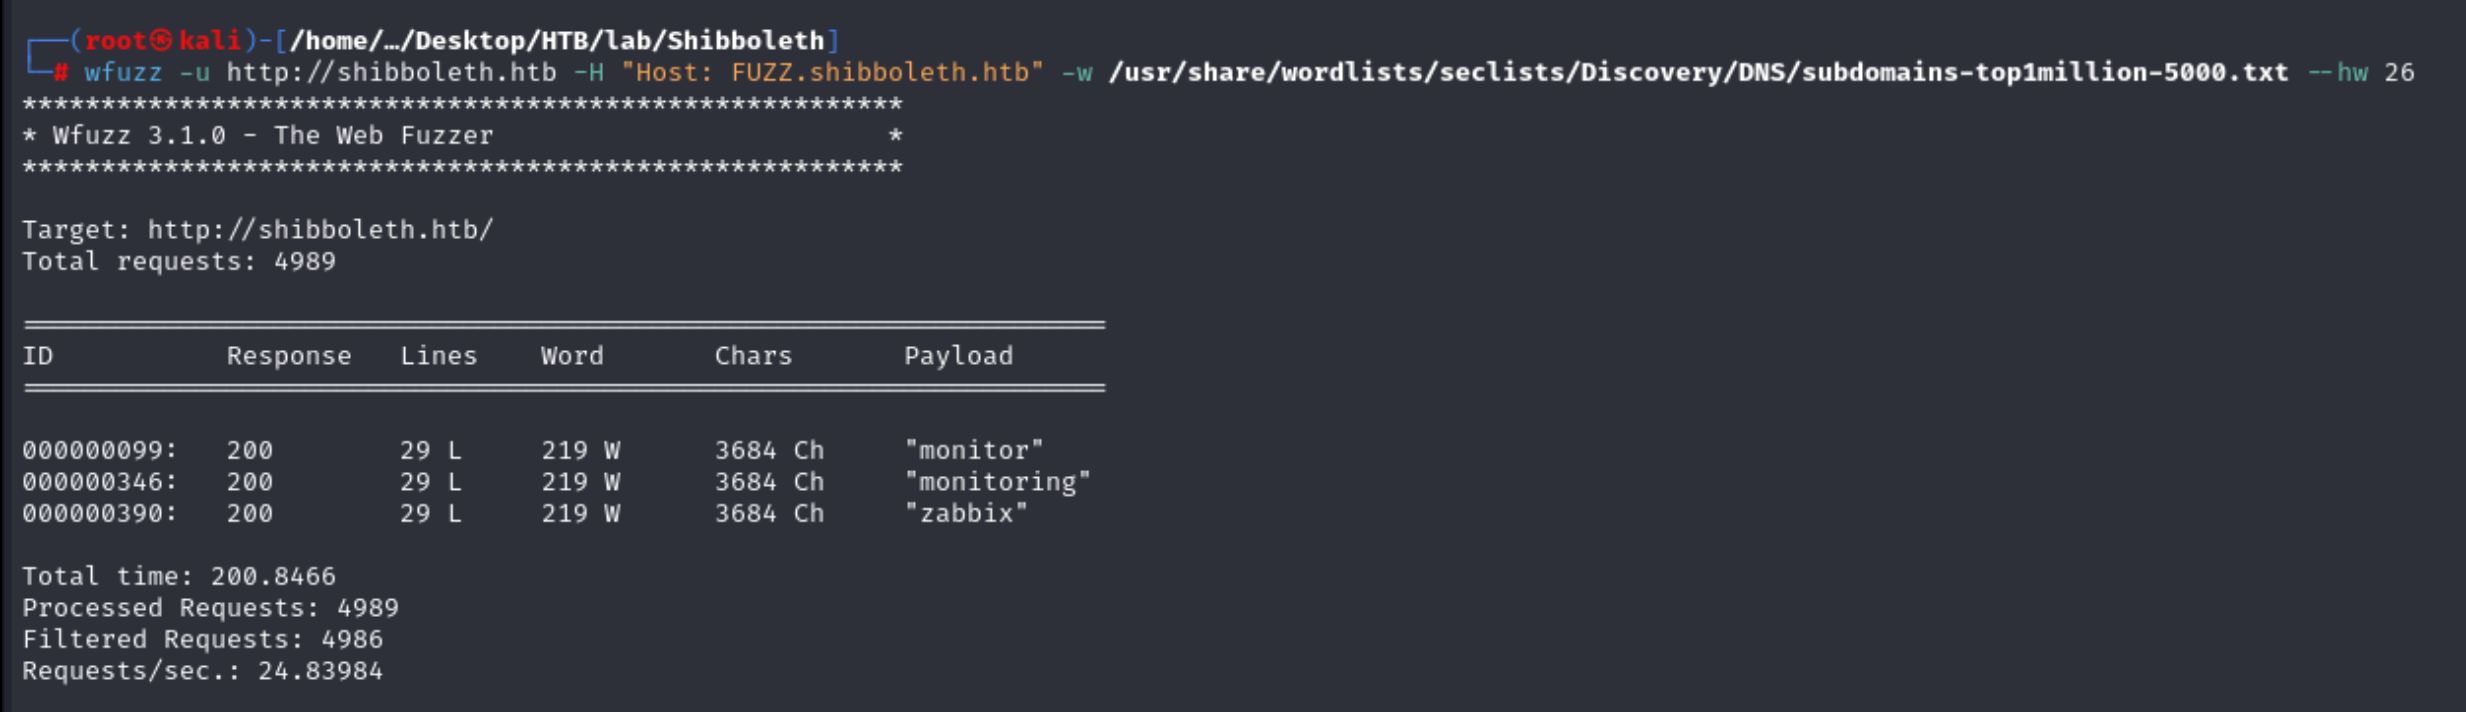 ┌──(root㉿kali)-[/home/…/Desktop/HTB/lab/Shibboleth]
└─# wfuzz -u http://shibboleth.htb -H "Host: FUZZ.shibboleth.htb" -w /usr/share/wordlists/seclists/Discovery/DNS/subdomains-top1million-5000.txt --hw 26
********************************************************
* Wfuzz 3.1.0 - The Web Fuzzer                         *
********************************************************

Target: http://shibboleth.htb/
Total requests: 4989

=====================================================================
ID           Response   Lines    Word       Chars       Payload
=====================================================================

000000099:   200        29 L     219 W      3684 Ch     "monitor"
000000346:   200        29 L     219 W      3684 Ch     "monitoring"
000000390:   200        29 L     219 W      3684 Ch     "zabbix"

Total time: 200.8466
Processed Requests: 4989
Filtered Requests: 4986
Requests/sec.: 24.83984